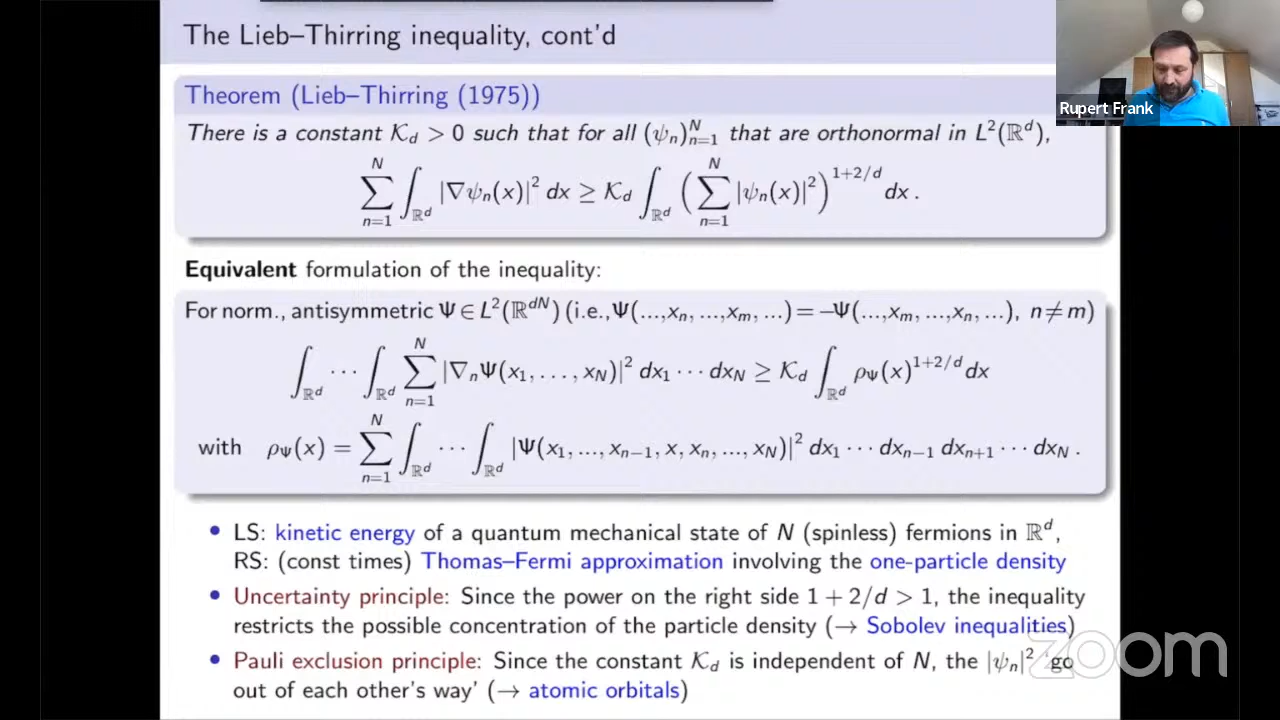 The Lieb–Thirring inequality, cont'd
Rupert Frank
Theorem (Lieb–Thirring (1975))
There is a constant 𝒦_d > 0 such that for all (ψ_n)_{n=1}^N that are orthonormal in L²(ℝ^d),
∑_{n=1}^N ∫_{ℝ^d} |∇ψ_n(x)|² dx ≥ 𝒦_d ∫_{ℝ^d} (∑_{n=1}^N |ψ_n(x)|²)^{1+2/d} dx .
Equivalent formulation of the inequality:
For norm., antisymmetric Ψ ∈ L²(ℝ^{dN}) (i.e., Ψ(...,x_n, ...,x_m, ...) = −Ψ(...,x_m, ...,x_n, ...), n ≠ m)
∫_{ℝ^d} ⋯ ∫_{ℝ^d} ∑_{n=1}^N |∇_nΨ(x_1, . . . , x_N)|² dx_1 ⋯ dx_N ≥ 𝒦_d ∫_{ℝ^d} ρ_Ψ(x)^{1+2/d} dx
with ρ_Ψ(x) = ∑_{n=1}^N ∫_{ℝ^d} ⋯ ∫_{ℝ^d} |Ψ(x_1, ..., x_{n−1}, x, x_n, ..., x_N)|² dx_1 ⋯ dx_{n−1} dx_{n+1} ⋯ dx_N .
• LS: kinetic energy of a quantum mechanical state of N (spinless) fermions in ℝ^d,
RS: (const times) Thomas–Fermi approximation involving the one-particle density
• Uncertainty principle: Since the power on the right side 1 + 2/d > 1, the inequality
restricts the possible concentration of the particle density (→ Sobolev inequalities)
• Pauli exclusion principle: Since the constant 𝒦_d is independent of N, the |ψ_n|² 'go
out of each other's way' (→ atomic orbitals)
zoom